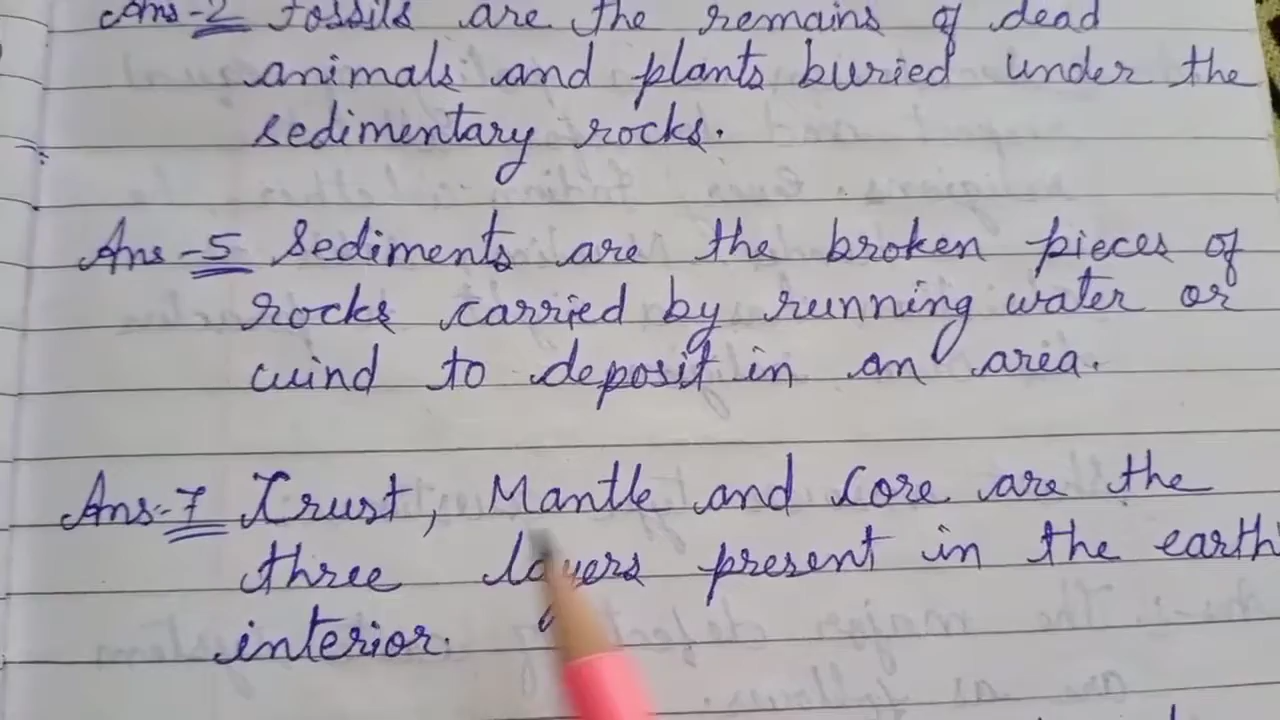 Ans-2 Fossils are the remains of dead
animals and plants buried under the
sedimentary rocks.
Ans-5 Sediments are the broken pieces of
rocks carried by running water or
wind to deposit in an area.
Ans-7 Crust, Mantle and Core are the
three layers present in the earth
interior.